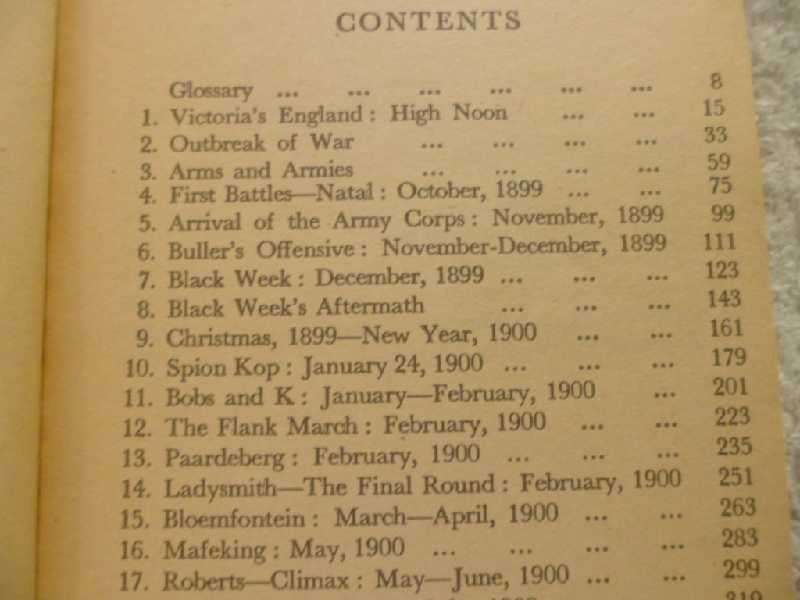 CONTENTS
Glossary ... ... ... ... ... ... 8
1. Victoria's England: High Noon ... ... 15
2. Outbreak of War ... ... ... ... 33
3. Arms and Armies ... ... ... ... 59
4. First Battles—Natal: October, 1899 ... ... 75
5. Arrival of the Army Corps: November, 1899 99
6. Buller's Offensive: November-December, 1899 111
7. Black Week: December, 1899 ... ... ... 123
8. Black Week's Aftermath ... ... ... 143
9. Christmas, 1899—New Year, 1900 ... ... 161
10. Spion Kop: January 24, 1900 ... ... ... 179
11. Bobs and K: January—February, 1900 ... 201
12. The Flank March: February, 1900 ... ... 223
13. Paardeberg: February, 1900 ... ... ... 235
14. Ladysmith—The Final Round: February, 1900 251
15. Bloemfontein: March—April, 1900 ... ... 263
16. Mafeking: May, 1900 ... ... ... ... 283
17. Roberts—Climax: May—June, 1900 ... ... 299